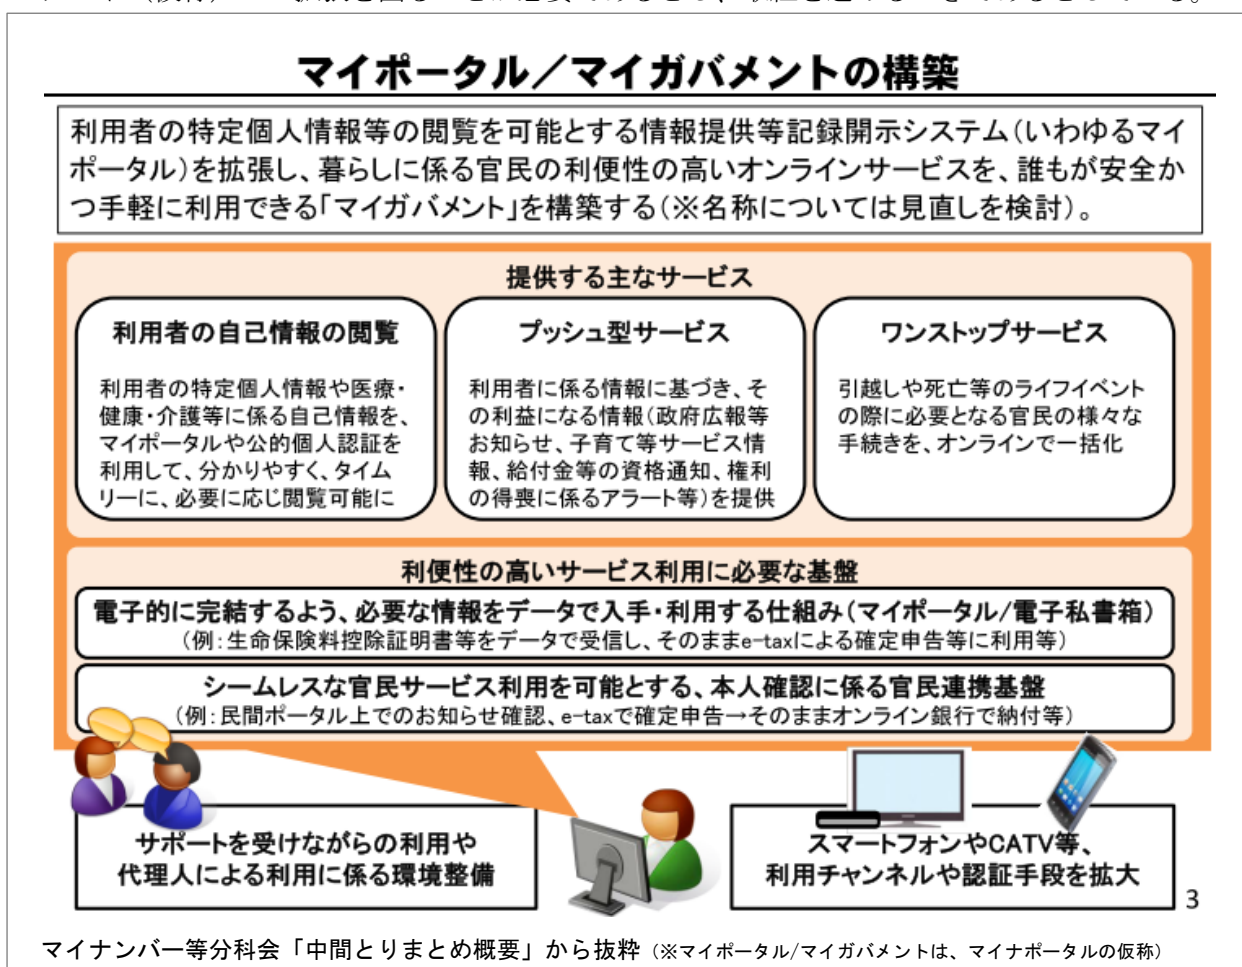 マイポータル／マイガバメントの構築
利用者の特定個人情報等の閲覧を可能とする情報提供等記録開示システム（いわゆるマイ
ポータル）を拡張し、暮らしに係る官民の利便性の高いオンラインサービスを、誰もが安全か
つ手軽に利用できる「マイガバメント」を構築する（※名称については見直しを検討）。
提供する主なサービス
利用者の自己情報の閲覧
利用者の特定個人情報や医療・
健康・介護等に係る自己情報を、
マイポータルや公的個人認証を
利用して、分かりやすく、タイム
リーに、必要に応じ閲覧可能に
プッシュ型サービス
利用者に係る情報に基づき、そ
の利益になる情報（政府広報等
お知らせ、子育て等サービス情
報、給付金等の資格通知、権利
の得喪に係るアラート等）を提供
ワンストップサービス
引越しや死亡等のライフイベント
の際に必要となる官民の様々な
手続きを、オンラインで一括化
利便性の高いサービス利用に必要な基盤
電子的に完結するよう、必要な情報をデータで入手・利用する仕組み（マイポータル/電子私書箱）
（例：生命保険料控除証明書等をデータで受信し、そのままe-taxによる確定申告等に利用等）
シームレスな官民サービス利用を可能とする、本人確認に係る官民連携基盤
（例：民間ポータル上でのお知らせ確認、e-taxで確定申告→そのままオンライン銀行で納付等）
サポートを受けながらの利用や
代理人による利用に係る環境整備
スマートフォンやCATV等、
利用チャンネルや認証手段を拡大
3
マイナンバー等分科会「中間とりまとめ概要」から抜粋（※マイポータル/マイガバメントは、マイナポータルの仮称）